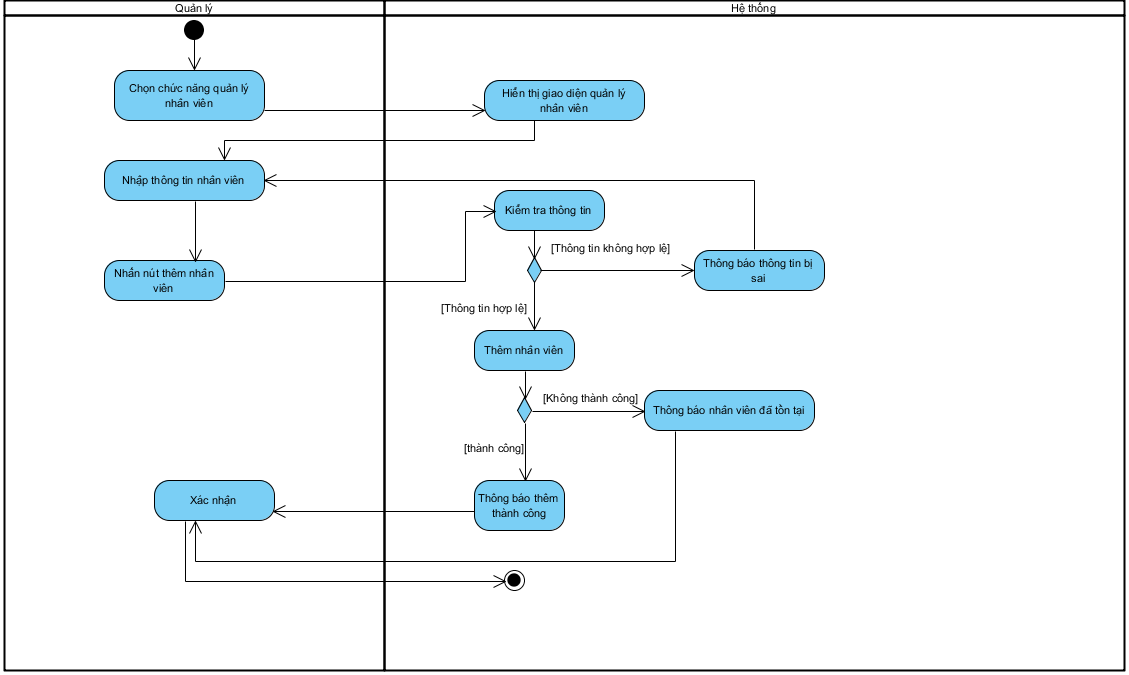 Quản lý
Hệ thống
Chọn chức năng quản lý
nhân viên
Hiển thị giao diện quản lý
nhân viên
Nhập thông tin nhân viên
Kiểm tra thông tin
[Thông tin không hợp lệ]
Thông báo thông tin bị
sai
Nhấn nút thêm nhân
viên
[Thông tin hợp lệ]
Thêm nhân viên
[Không thành công]
Thông báo nhân viên đã tồn tại
[thành công]
Xác nhận
Thông báo thêm
thành công